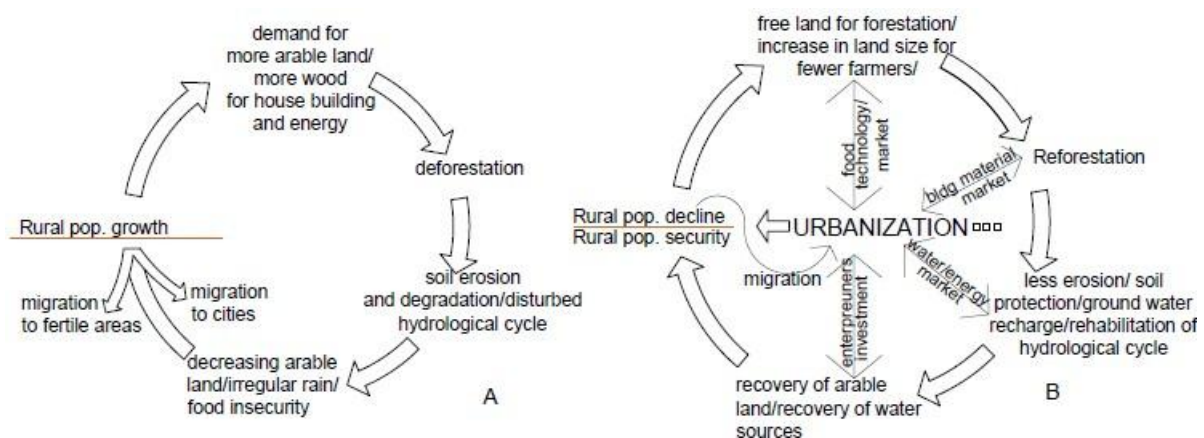 demand for
more arable land/
more wood
for house building
and energy
deforestation
soil erosion
and degradation/disturbed
hydrological cycle
decreasing arable
land/irregular rain/
food insecurity
Rural pop. growth
migration
to fertile areas
migration
to cities
A
free land for forestation/
increase in land size for
fewer farmers/
Reforestation
less erosion/ soil
protection/ground water
recharge/rehabilitation of
hydrological cycle
recovery of arable
land/recovery of water
sources
Rural pop. decline
Rural pop. security
migration
URBANIZATION
food
technology/
market
bldg material
market
water/energy
market
enterpreuners
investment
B